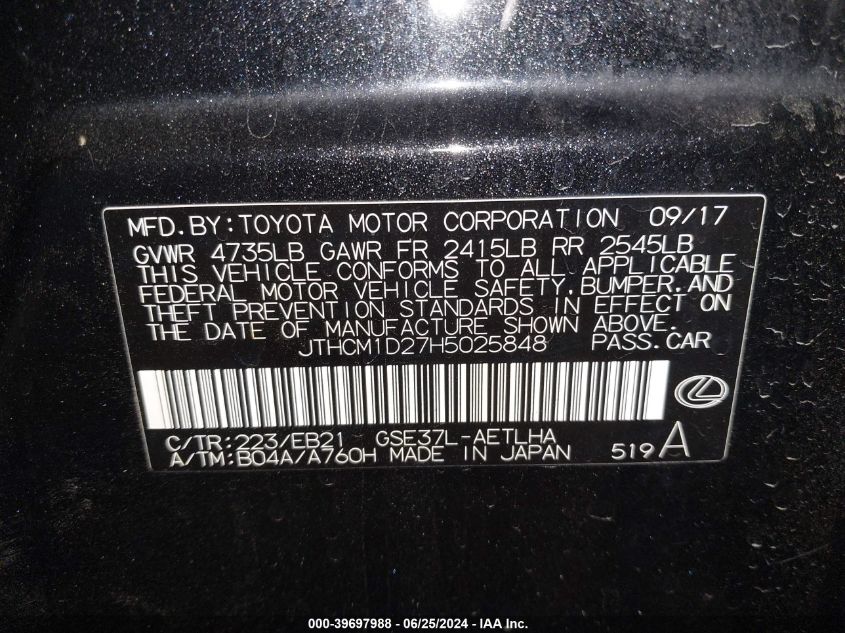 MFD.BY:TOYOTA MOTOR CORPORATION 09/17
GVWR 4735LB GAWR FR 2415LB RR 2545LB
THIS VEHICLE CONFORMS TO ALL APPLICABLE
FEDERAL MOTOR VEHICLE SAFETY,BUMPER,AND
THEFT PREVENTION STANDARDS IN EFFECT ON
THE DATE OF MANUFACTURE SHOWN ABOVE.
JTHCM1D27H5025848 PASS.CAR
C/TR:223/EB21 GSE37L-AETLHA
A/TM:B04A/A760H MADE IN JAPAN 519A
000-39697988 - 06/25/2024 - IAA Inc.